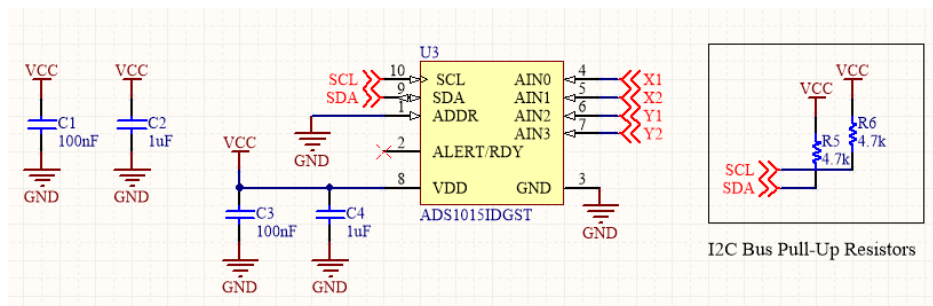 U3
VCC
C1
100nF
GND
VCC
C2
1uF
GND
SCL
SDA
10
9
1
2
8
SCL
SDA
ADDR
ALERT/RDY
VDD
AIN0
AIN1
AIN2
AIN3
GND
4
5
6
7
3
X1
X2
Y1
Y2
GND
VCC
C3
100nF
GND
C4
1uF
GND
ADS1015IDGST
GND
VCC
VCC
R6
4.7k
R5
4.7k
SCL
SDA
I2C Bus Pull-Up Resistors